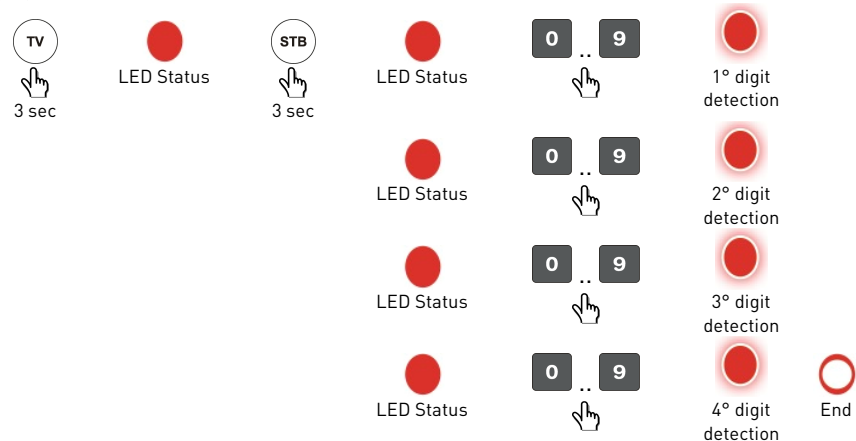 TV
LED Status
3 sec
STB
3 sec
LED Status
0 .. 9
1° digit
detection
LED Status
0 .. 9
2° digit
detection
LED Status
0 .. 9
3° digit
detection
LED Status
0 .. 9
4° digit
detection
End